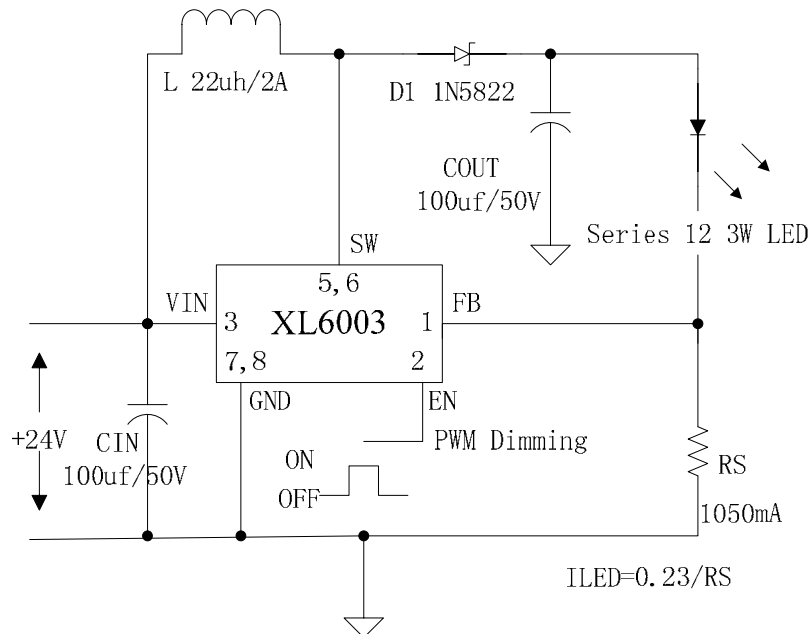 L 22uh/2A
D1 1N5822
COUT
100uf/50V
Series 12 3W LED
SW
5,6
VIN
3
XL6003
1
FB
7,8
2
GND
EN
+24V
CIN
100uf/50V
PWM Dimming
ON
OFF
RS
1050mA
ILED=0.23/RS